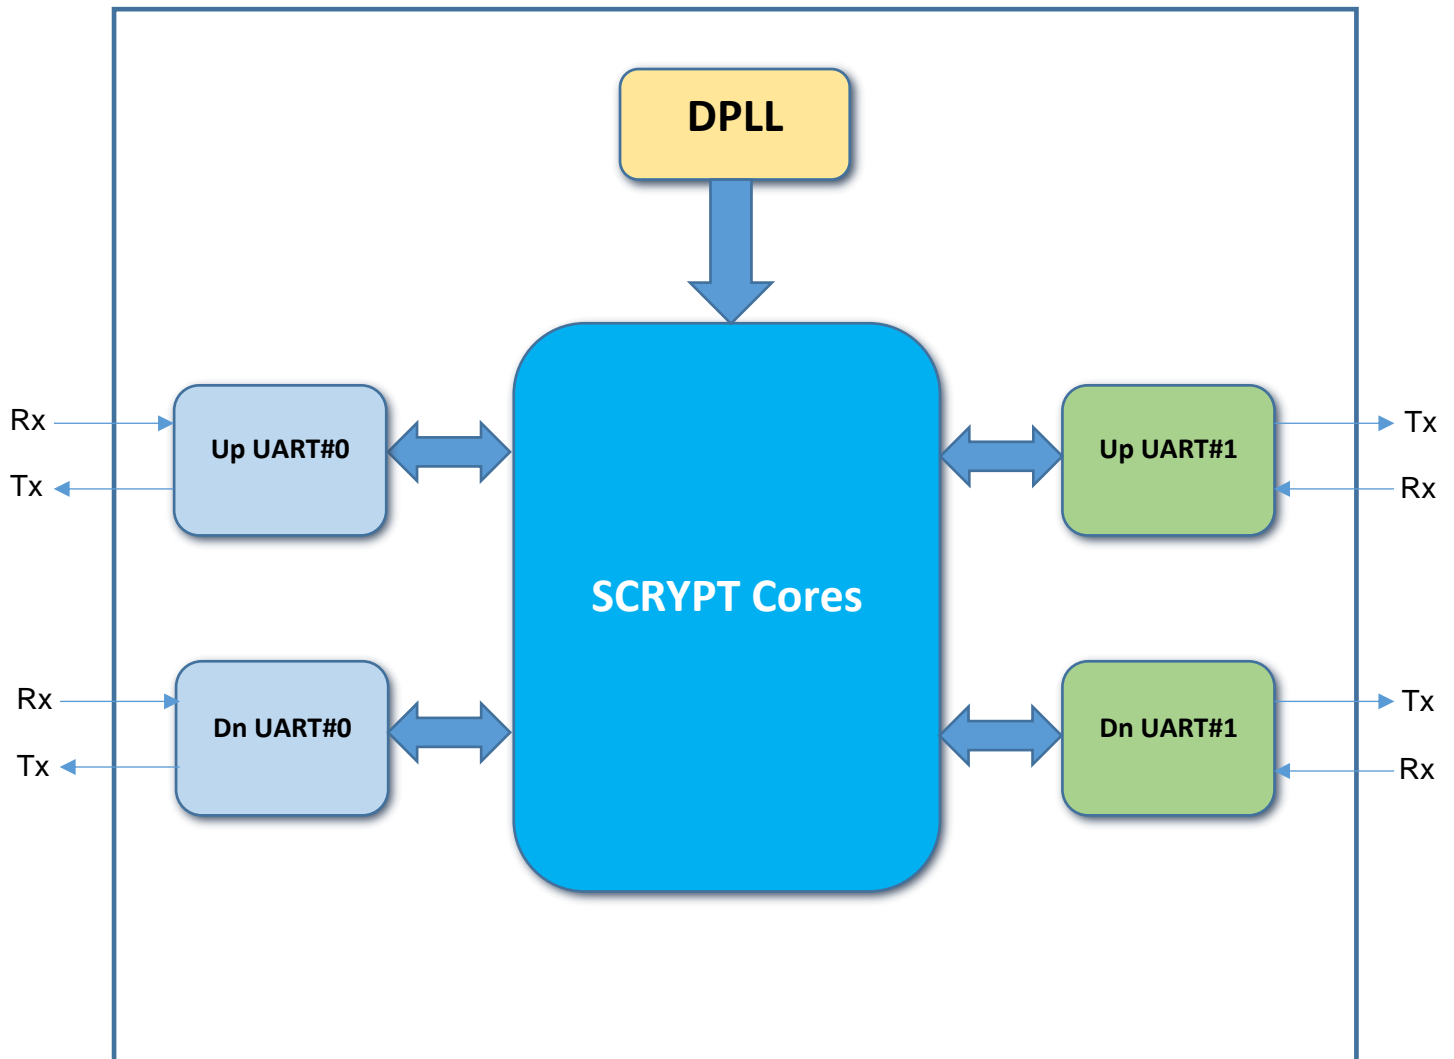 DPLL
Rx
Up UART#0
Up UART#1
Tx
Tx
Rx
SCRYPT Cores
Rx
Dn UART#0
Dn UART#1
Tx
Tx
Rx